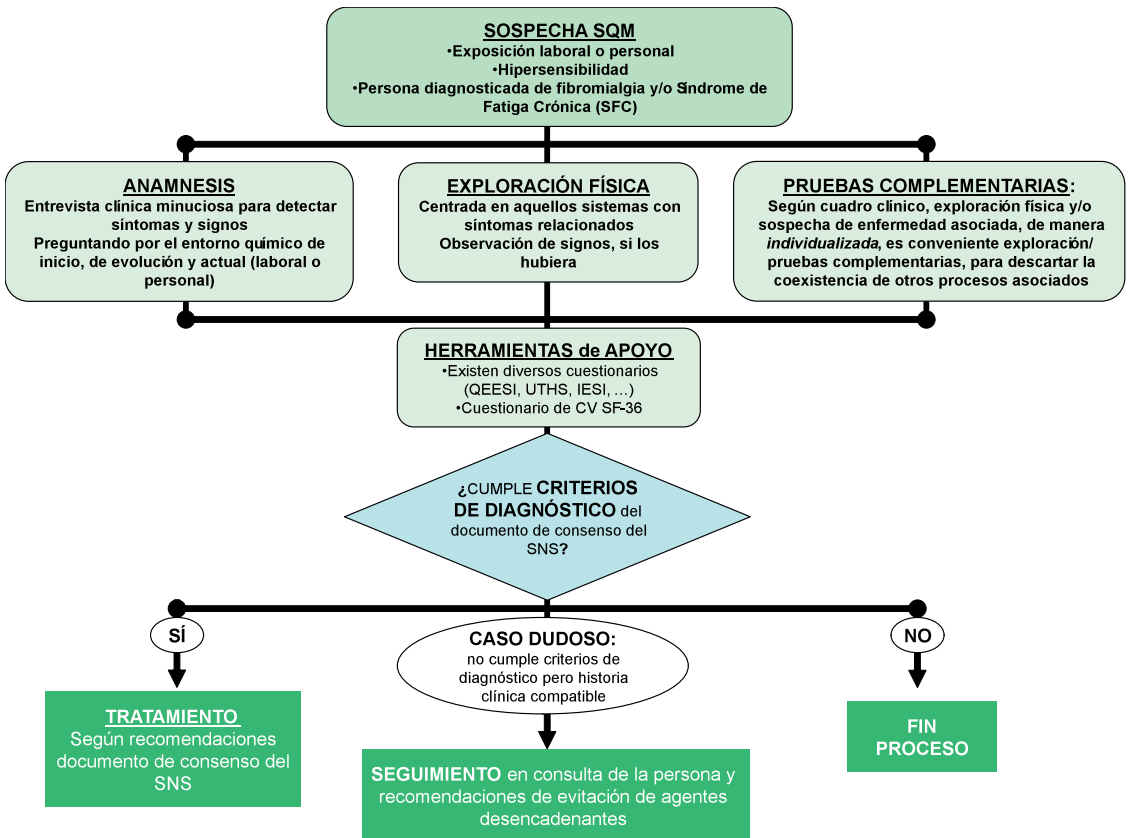 SOSPECHA SQM
•Exposición laboral o personal
•Hipersensibilidad
•Persona diagnosticada de fibromialgia y/o Síndrome de
Fatiga Crónica (SFC)
ANAMNESIS
Entrevista clínica minuciosa para detectar
síntomas y signos
Preguntando por el entorno químico de
inicio, de evolución y actual (laboral o
personal)
EXPLORACIÓN FÍSICA
Centrada en aquellos sistemas con
síntomas relacionados
Observación de signos, si los
hubiera
PRUEBAS COMPLEMENTARIAS:
Según cuadro clínico, exploración física y/o
sospecha de enfermedad asociada, de manera
individualizada, es conveniente exploración/
pruebas complementarias, para descartar la
coexistencia de otros procesos asociados
HERRAMIENTAS de APOYO
•Existen diversos cuestionarios
(QEESI, UTHS, IESI, ...)
•Cuestionario de CV SF-36
¿CUMPLE CRITERIOS
DE DIAGNÓSTICO del
documento de consenso del
SNS?
SÍ
CASO DUDOSO:
no cumple criterios de
diagnóstico pero historia
clínica compatible
NO
TRATAMIENTO
Según recomendaciones
documento de consenso del
SNS
SEGUIMIENTO en consulta de la persona y
recomendaciones de evitación de agentes
desencadenantes
FIN
PROCESO